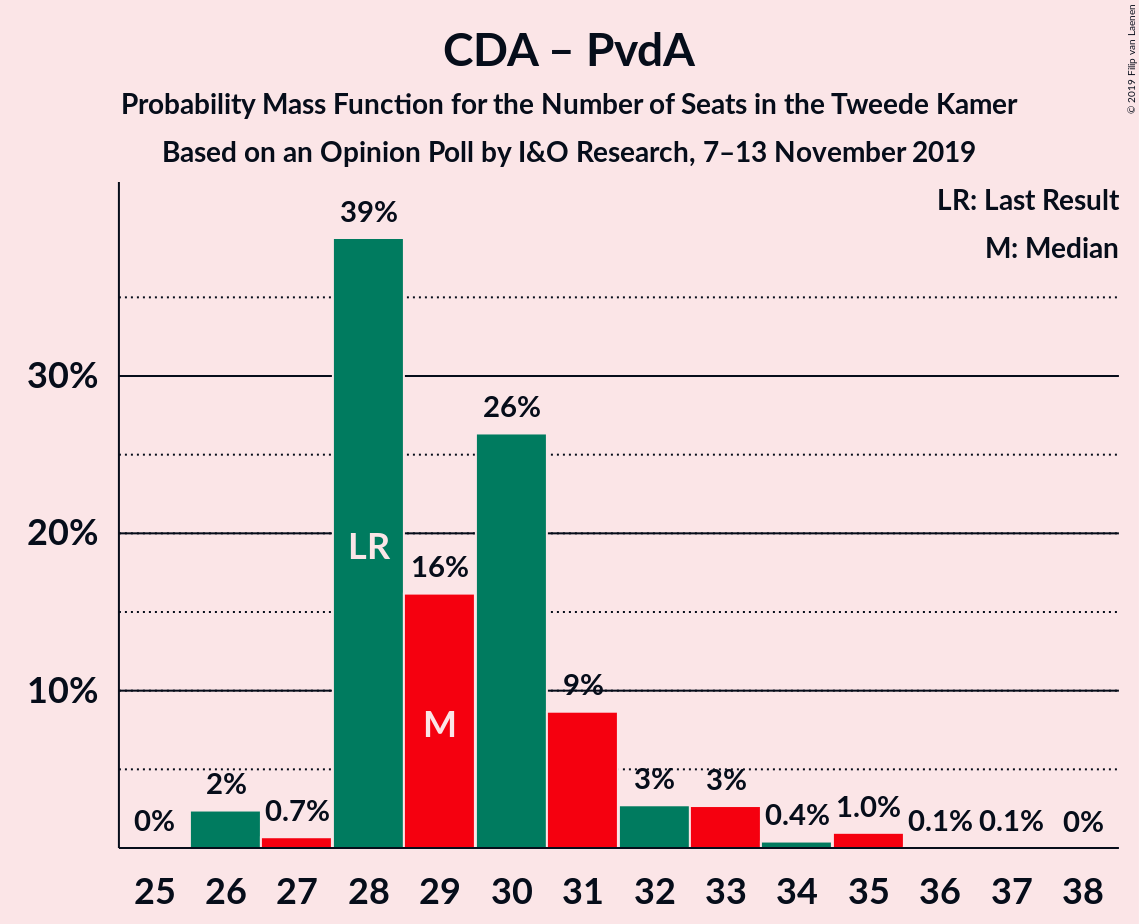 CDA – PvdA
Probability Mass Function for the Number of Seats in the Tweede Kamer
Based on an Opinion Poll by I&O Research, 7–13 November 2019
© 2019 Filip van Laenen
LR: Last Result
M: Median
39%
30%
26%
20%
LR
16%
10%
9%
M
2%
3%
3%
0%
0.7%
0.4%
1.0%
0.1%
0.1%
0%
25 26 27 28 29 30 31 32 33 34 35 36 37 38